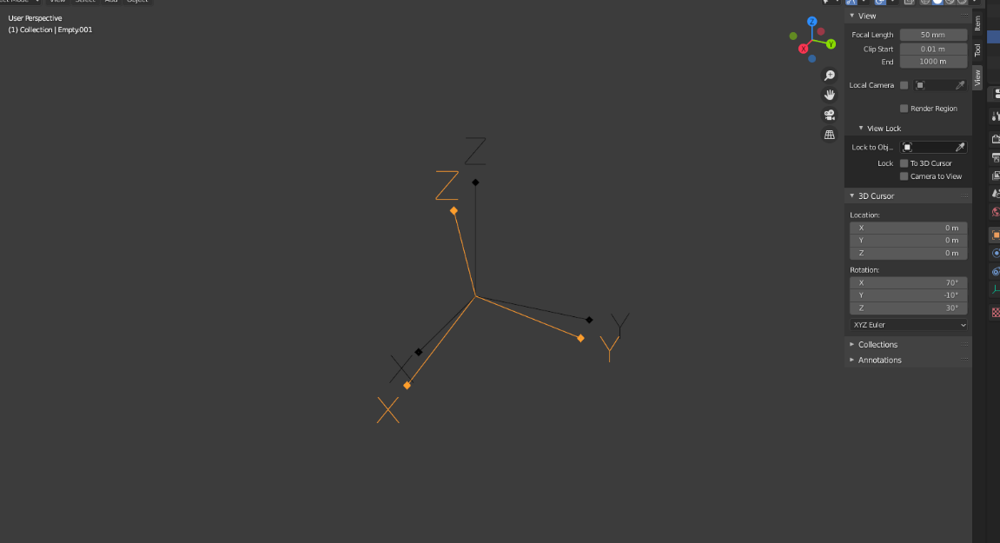 View Select Add Object
User Perspective
(1) Collection | Empty.001
Z
Y
X
Z
Z
Y
Y
X
X
View
Focal Length 50 mm
Clip Start 0.01 m
End 1000 m
Local Camera
Render Region
View Lock
Lock to Obj...
Lock To 3D Cursor
Camera to View
3D Cursor
Location:
X 0 m
Y 0 m
Z 0 m
Rotation:
X 70°
Y -10°
Z 30°
XYZ Euler
Collections
Annotations
Item
Tool
View